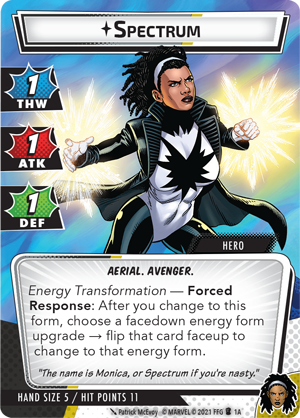 SPECTRUM
1
THW
1
ATK
1
DEF
HERO
AERIAL. AVENGER.
Energy Transformation — Forced
Response: After you change to this
form, choose a facedown energy form
upgrade → flip that card faceup to
change to that energy form.
"The name is Monica, or Spectrum if you're nasty."
HAND SIZE 5 / HIT POINTS 11
Patrick McEvoy © MARVEL © 2021 FFG 1A